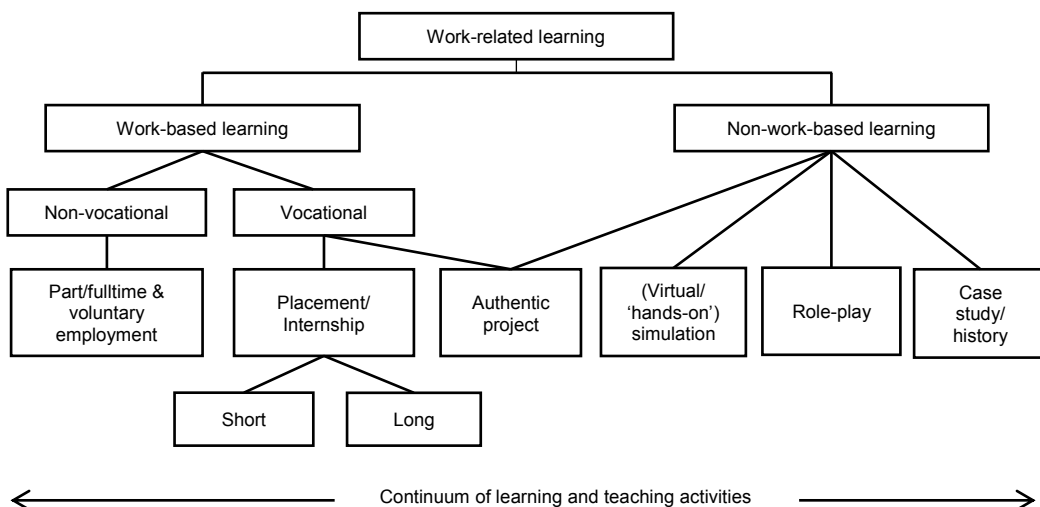 Work-related learning
Work-based learning
Non-work-based learning
Non-vocational
Vocational
Part/fulltime &
voluntary
employment
Placement/
Internship
Authentic
project
(Virtual/
‘hands-on’)
simulation
Role-play
Case
study/
history
Short
Long
Continuum of learning and teaching activities